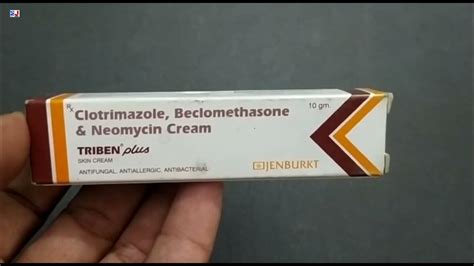 Rx Clotrimazole, Beclomethasone
& Neomycin Cream
10 gm.
TRIBEN plus
SKIN CREAM
ANTIFUNGAL, ANTIALLERGIC, ANTIBACTERIAL
JENBURKT